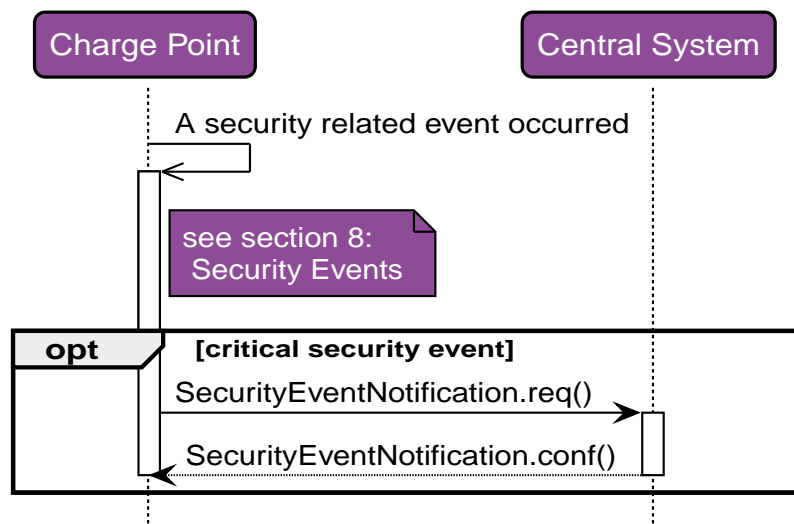 Charge Point
Central System
A security related event occurred
see section 8:
Security Events
opt
[critical security event]
SecurityEventNotification.req()
SecurityEventNotification.conf()